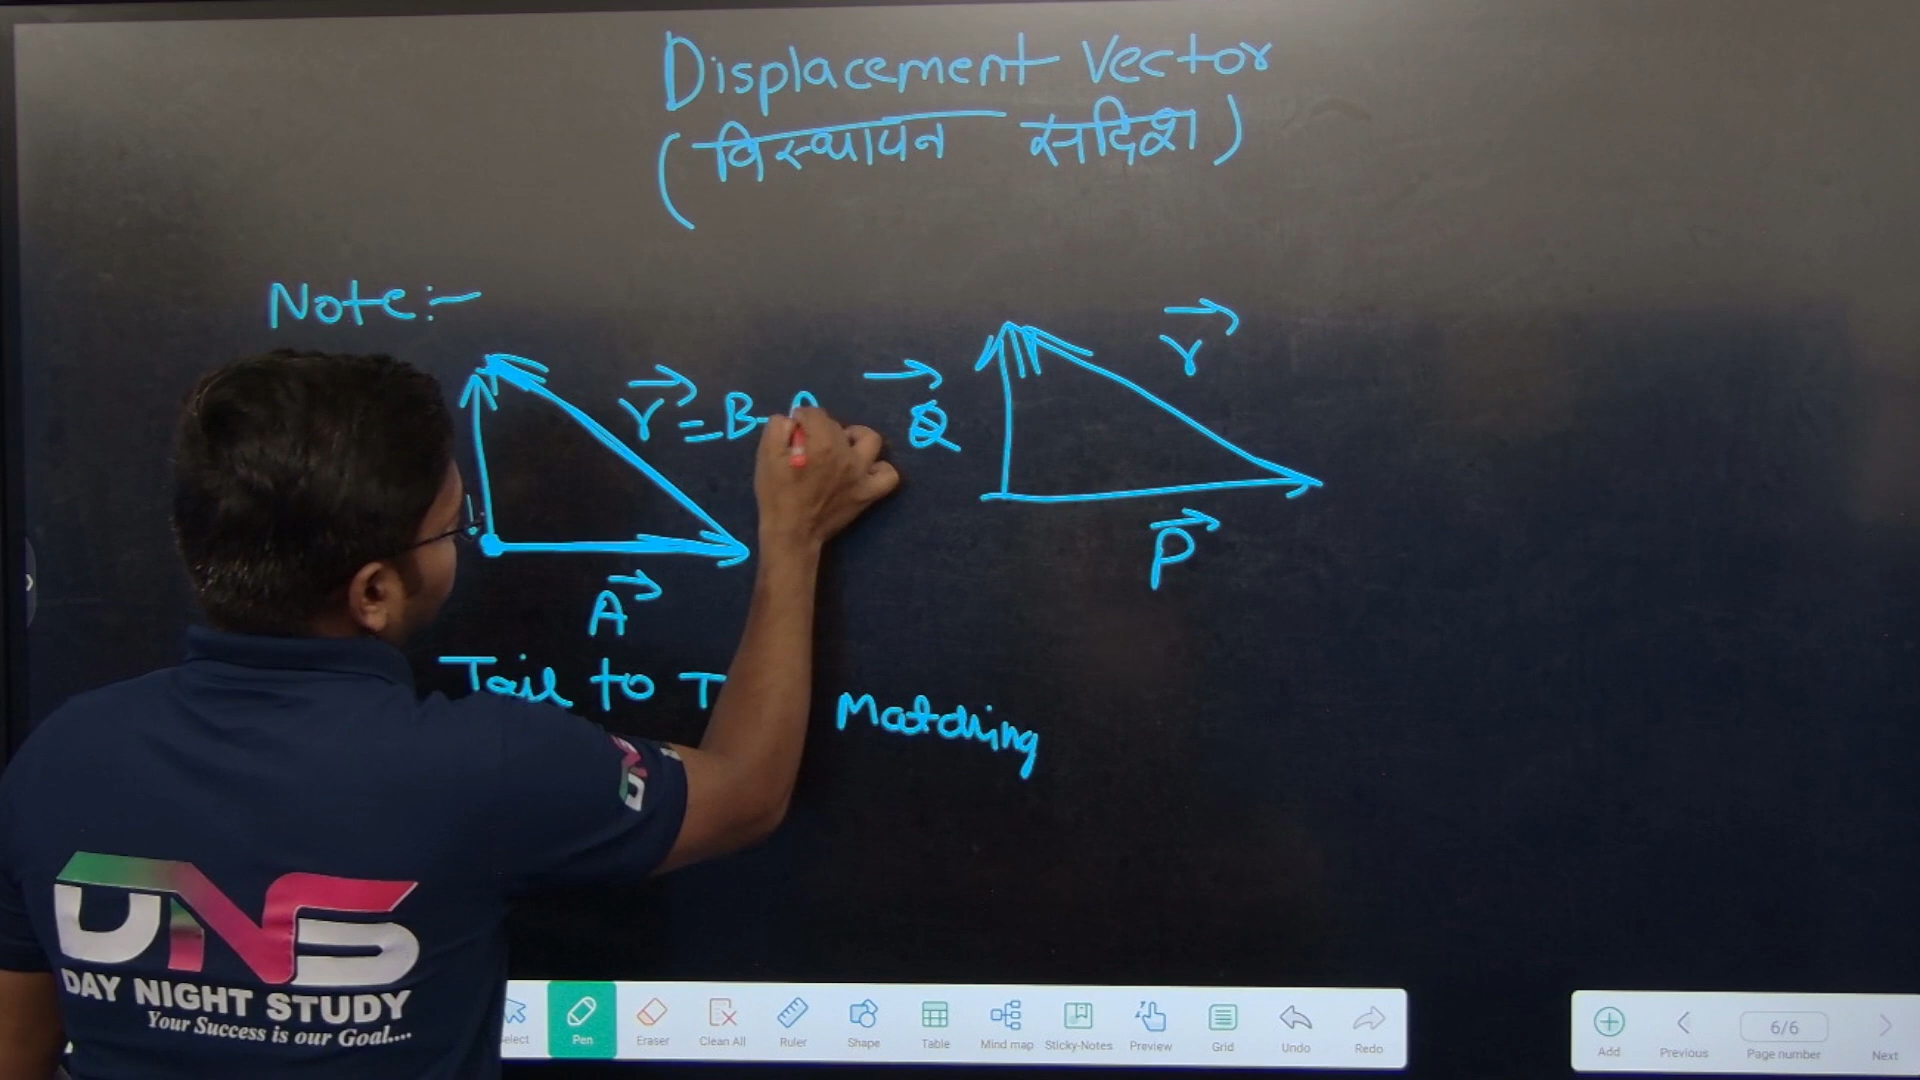 Displacement Vector
(विस्थापन सदिश)
Note:-
r = B-
Q
r
A
P
Tail to
Matching
DNS
DAY NIGHT STUDY
Your Success is our Goal....
Pen
Eraser
Clean All
Ruler
Shape
Table
Mind map
Sticky-Notes
Preview
Grid
Undo
Redo
Add
Previous
6/6
Page number
Next